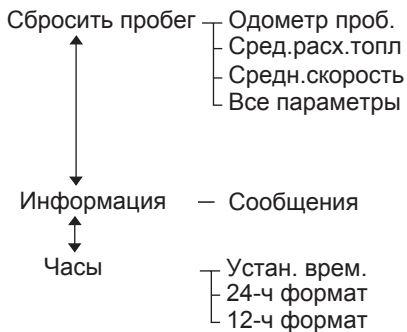 Сбросить пробег Одометр проб.
Сред.расх.топл
Средн.скорость
Все параметры
Информация – Сообщения
Часы Устан. врем.
24-ч формат
12-ч формат